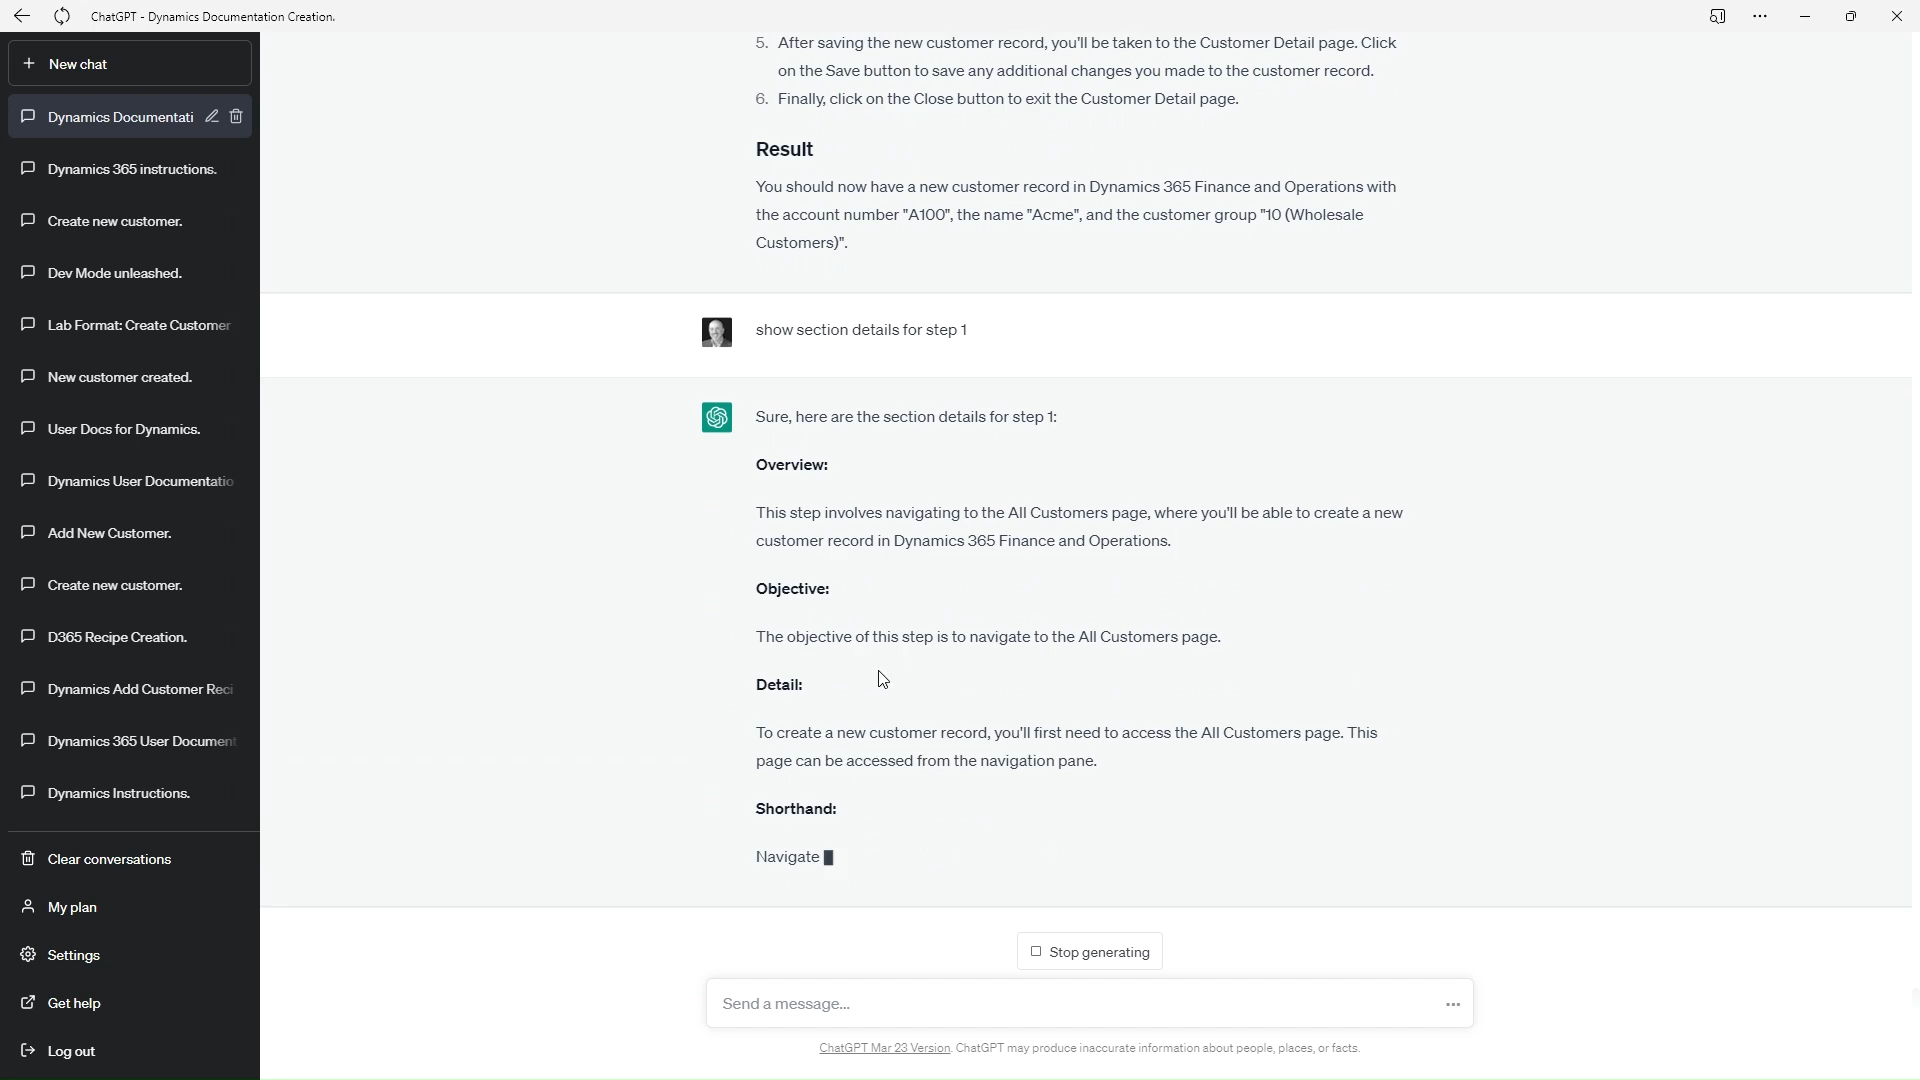 ChatGPT - Dynamics Documentation Creation.
New chat
Dynamics Documentati
Dynamics 365 instructions.
Create new customer.
Dev Mode unleashed.
Lab Format: Create Customer
New customer created.
User Docs for Dynamics.
Dynamics User Documentatio
Add New Customer.
Create new customer.
D365 Recipe Creation.
Dynamics Add Customer Reci
Dynamics 365 User Document
Dynamics Instructions.
Clear conversations
My plan
Settings
Get help
Log out
5. After saving the new customer record, you'll be taken to the Customer Detail page. Click
on the Save button to save any additional changes you made to the customer record.
6. Finally, click on the Close button to exit the Customer Detail page.
Result
You should now have a new customer record in Dynamics 365 Finance and Operations with
the account number "A100", the name "Acme", and the customer group "10 (Wholesale
Customers)".
show section details for step 1
Sure, here are the section details for step 1:
Overview:
This step involves navigating to the All Customers page, where you'll be able to create a new
customer record in Dynamics 365 Finance and Operations.
Objective:
The objective of this step is to navigate to the All Customers page.
Detail:
To create a new customer record, you'll first need to access the All Customers page. This
page can be accessed from the navigation pane.
Shorthand:
Navigate
Stop generating
Send a message...
ChatGPT Mar 23 Version. ChatGPT may produce inaccurate information about people, places, or facts.